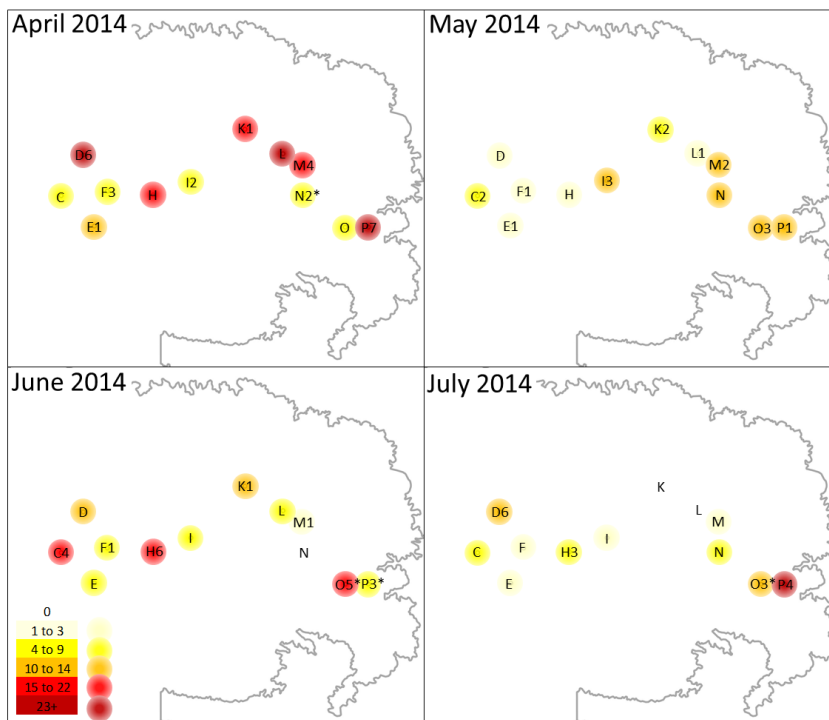 April 2014
K1
D6
L
M4
C
F3
H
I2
N2*
E1
O
P7
May 2014
K2
D
L1
M2
C2
F1
H
I3
N
E1
O3
P1
June 2014
K1
D
L
M1
C4
F1
H6
I
N
E
O5*
P3*
0
1 to 3
4 to 9
10 to 14
15 to 22
23+
July 2014
K
D6
L
M
C
F
H3
I
N
E
O3*
P4